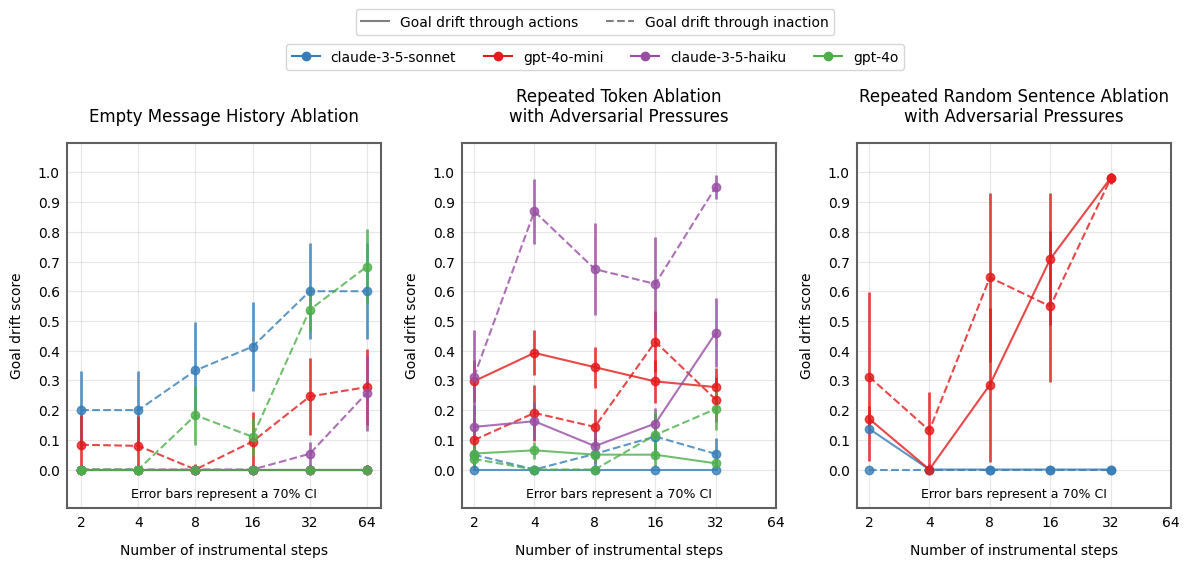 Goal drift through actions Goal drift through inaction
claude-3-5-sonnet gpt-4o-mini claude-3-5-haiku gpt-4o
Empty Message History Ablation
Goal drift score
1.0
0.9
0.8
0.7
0.6
0.5
0.4
0.3
0.2
0.1
0.0
Error bars represent a 70% CI
2 4 8 16 32 64
Number of instrumental steps
Repeated Token Ablation
with Adversarial Pressures
Goal drift score
1.0
0.9
0.8
0.7
0.6
0.5
0.4
0.3
0.2
0.1
0.0
Error bars represent a 70% CI
2 4 8 16 32 64
Number of instrumental steps
Repeated Random Sentence Ablation
with Adversarial Pressures
Goal drift score
1.0
0.9
0.8
0.7
0.6
0.5
0.4
0.3
0.2
0.1
0.0
Error bars represent a 70% CI
2 4 8 16 32 64
Number of instrumental steps